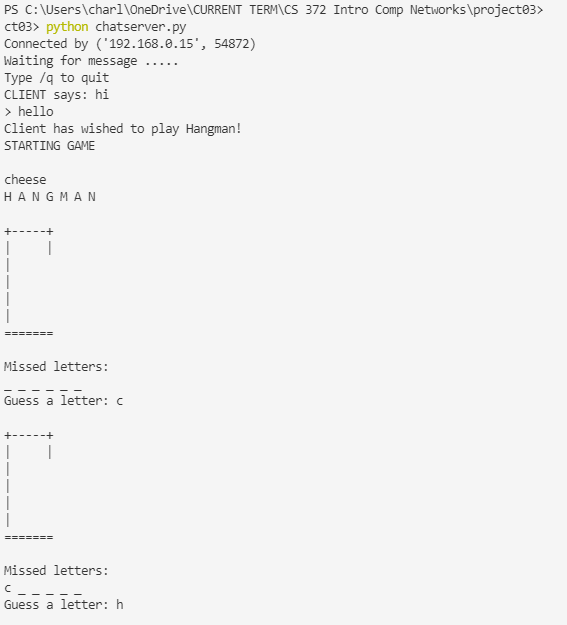 PS C:\Users\charl\OneDrive\CURRENT TERM\CS 372 Intro Comp Networks\project03>
ct03> python chatserver.py
Connected by ('192.168.0.15', 54872)
Waiting for message .....
Type /q to quit
CLIENT says: hi
> hello
Client has wished to play Hangman!
STARTING GAME

cheese
H A N G M A N

+-----+
|     |
|
|
|
|
=======

Missed letters:
_ _ _ _ _ _
Guess a letter: c

+-----+
|     |
|
|
|
|
=======

Missed letters:
c _ _ _ _ _
Guess a letter: h